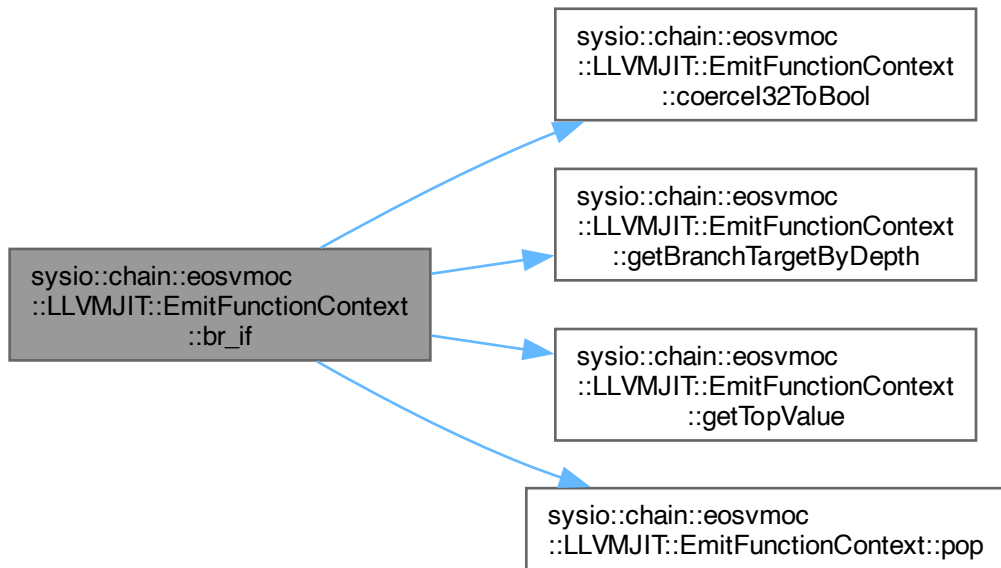 sysio::chain::eosvmoc
::LLVMJIT::EmitFunctionContext
::br_if
sysio::chain::eosvmoc
::LLVMJIT::EmitFunctionContext
::coerceI32ToBool
sysio::chain::eosvmoc
::LLVMJIT::EmitFunctionContext
::getBranchTargetByDepth
sysio::chain::eosvmoc
::LLVMJIT::EmitFunctionContext
::getTopValue
sysio::chain::eosvmoc
::LLVMJIT::EmitFunctionContext::pop